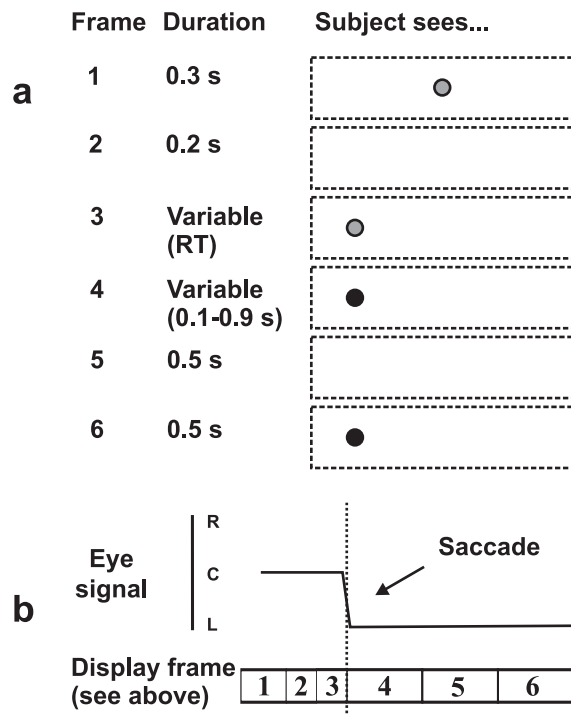 Frame Duration Subject sees...
a
1 0.3 s
2 0.2 s
3 Variable
(RT)
4 Variable
(0.1-0.9 s)
5 0.5 s
6 0.5 s
b
R
Eye
signal
C
L
Saccade
Display frame
(see above)
1 2 3 4 5 6